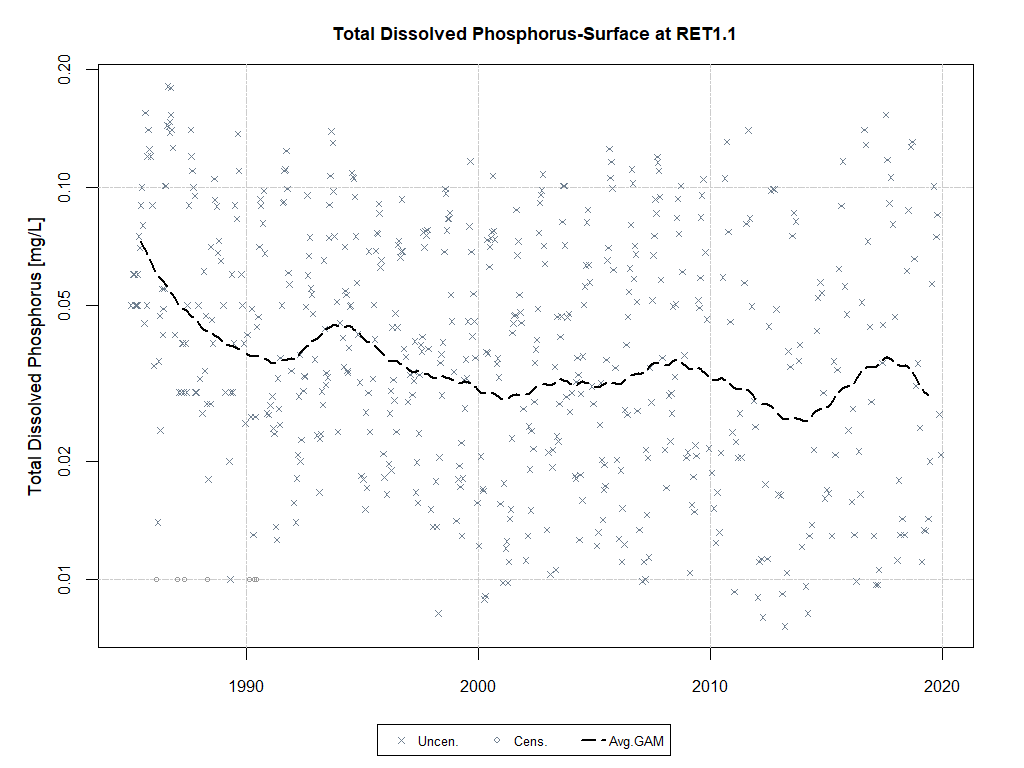 Total Dissolved Phosphorus-Surface at RET1.1
Total Dissolved Phosphorus [mg/L]
0.20
0.10
0.05
0.02
0.01
1990 2000 2010 2020
Uncen. Cens. Avg.GAM